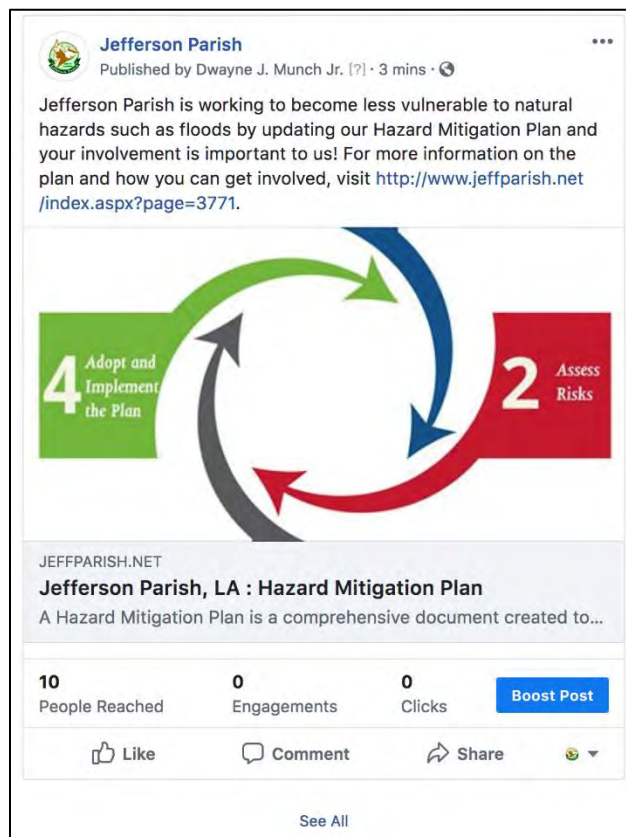 Jefferson Parish
Published by Dwayne J. Munch Jr. [?] · 3 mins ·
Jefferson Parish is working to become less vulnerable to natural
hazards such as floods by updating our Hazard Mitigation Plan and
your involvement is important to us! For more information on the
plan and how you can get involved, visit http://www.jeffparish.net
/index.aspx?page=3771.
4
Adopt and
Implement
the Plan
2
Assess
Risks
JEFFPARISH.NET
Jefferson Parish, LA : Hazard Mitigation Plan
A Hazard Mitigation Plan is a comprehensive document created to...
10
People Reached
0
Engagements
0
Clicks
Boost Post
Like
Comment
Share
See All